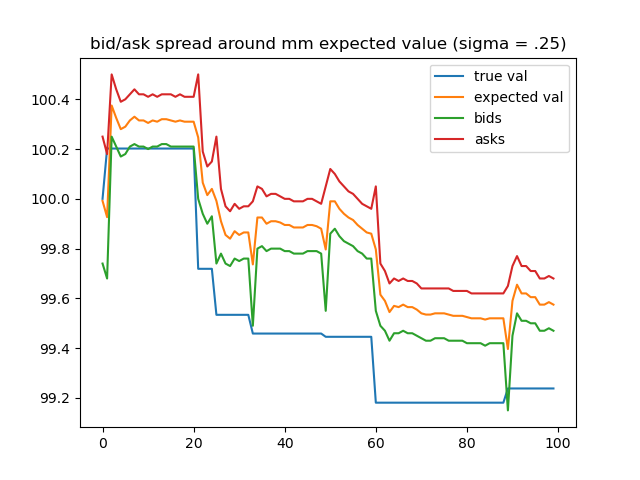 bid/ask spread around mm expected value (sigma = .25)
true val
expected val
bids
asks
100.4
100.2
100.0
99.8
99.6
99.4
99.2
0 20 40 60 80 100